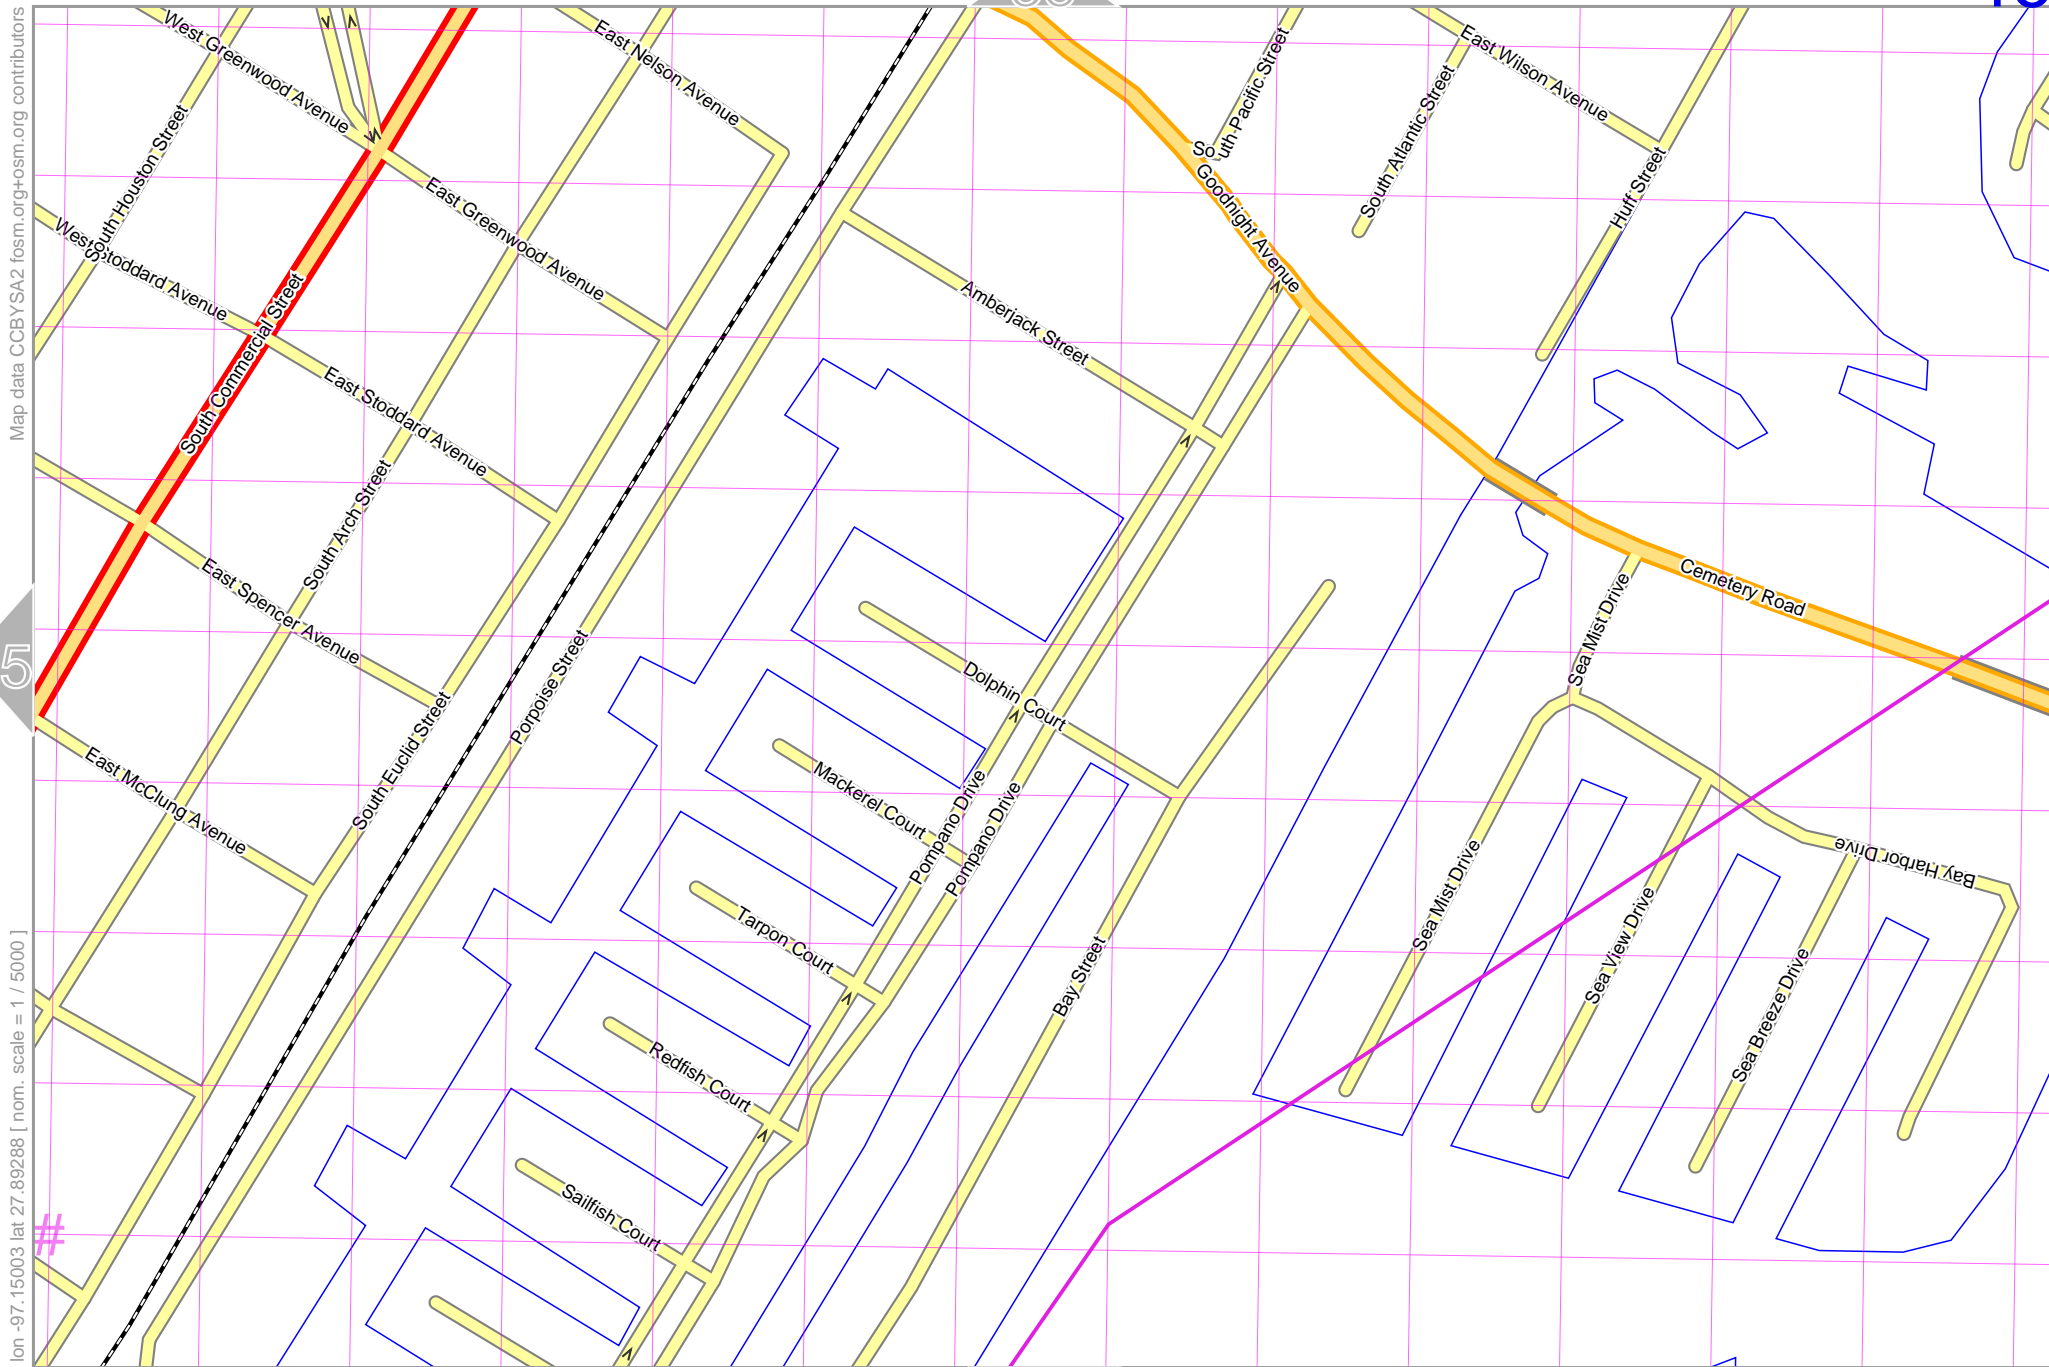 West Greenwood Avenue
East Nelson Avenue
East Wilson Avenue
South Pacific Street
South Atlantic Street
South Houston Street
Huff Street
Goodnight Avenue
East Greenwood Avenue
West Stoddard Avenue
Amberjack Street
South Commercial Street
East Stoddard Avenue
South Arch Street
East Spencer Avenue
Cemetery Road
Sea Mist Drive
Porpoise Street
Dolphin Court
5
East McClung Avenue
South Euclid Street
Mackerel Court
Pompano Drive
Pompano Drive
Bay Harbor Drive
Sea Mist Drive
Tarpon Court
Sea View Drive
Bay Street
Sea Breeze Drive
Redfish Court
Sailfish Court
#
Map data CCBYSA2 fosm.org+osm.org contributors
lon -97.15003 lat 27.889288 [ nom. scale = 1 / 5000 ]